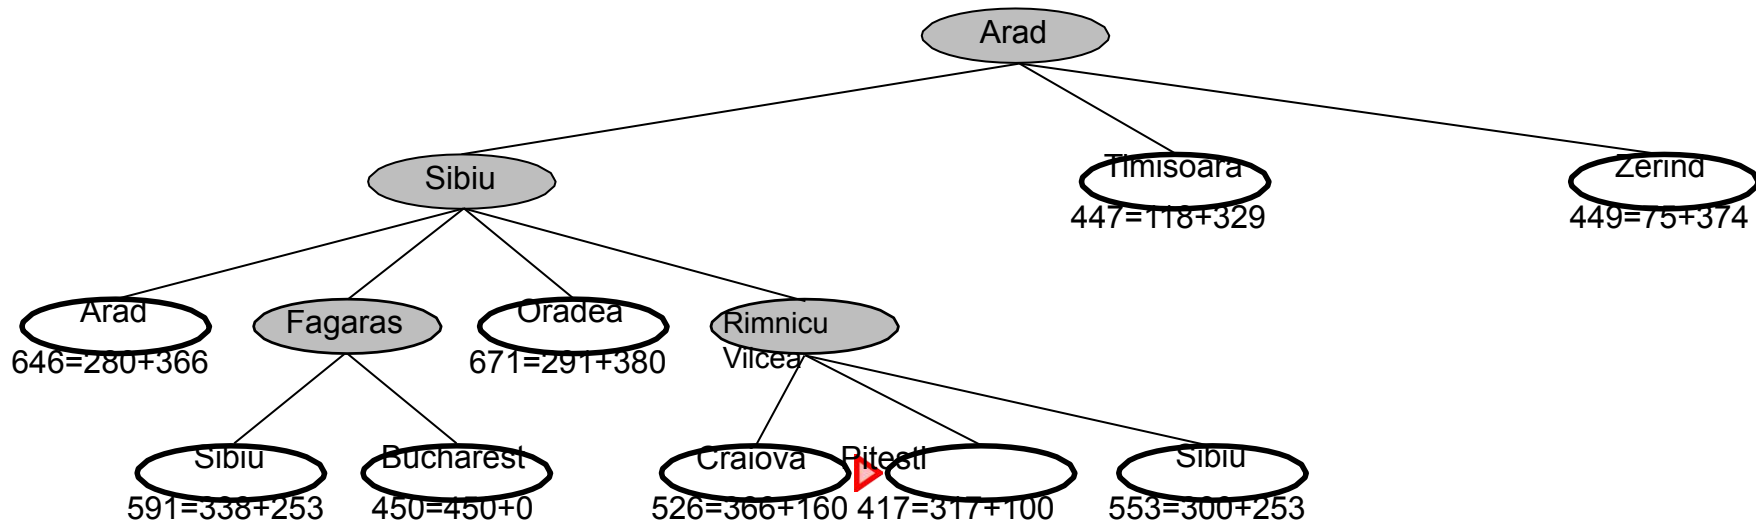 Arad
Sibiu
Timisoara
447=118+329
Zerind
449=75+374
Arad
646=280+366
Fagaras
Oradea
671=291+380
Rimnicu
Vilcea
Sibiu
591=338+253
Bucharest
450=450+0
Craiova
526=366+160
Pitesti
417=317+100
Sibiu
553=300+253